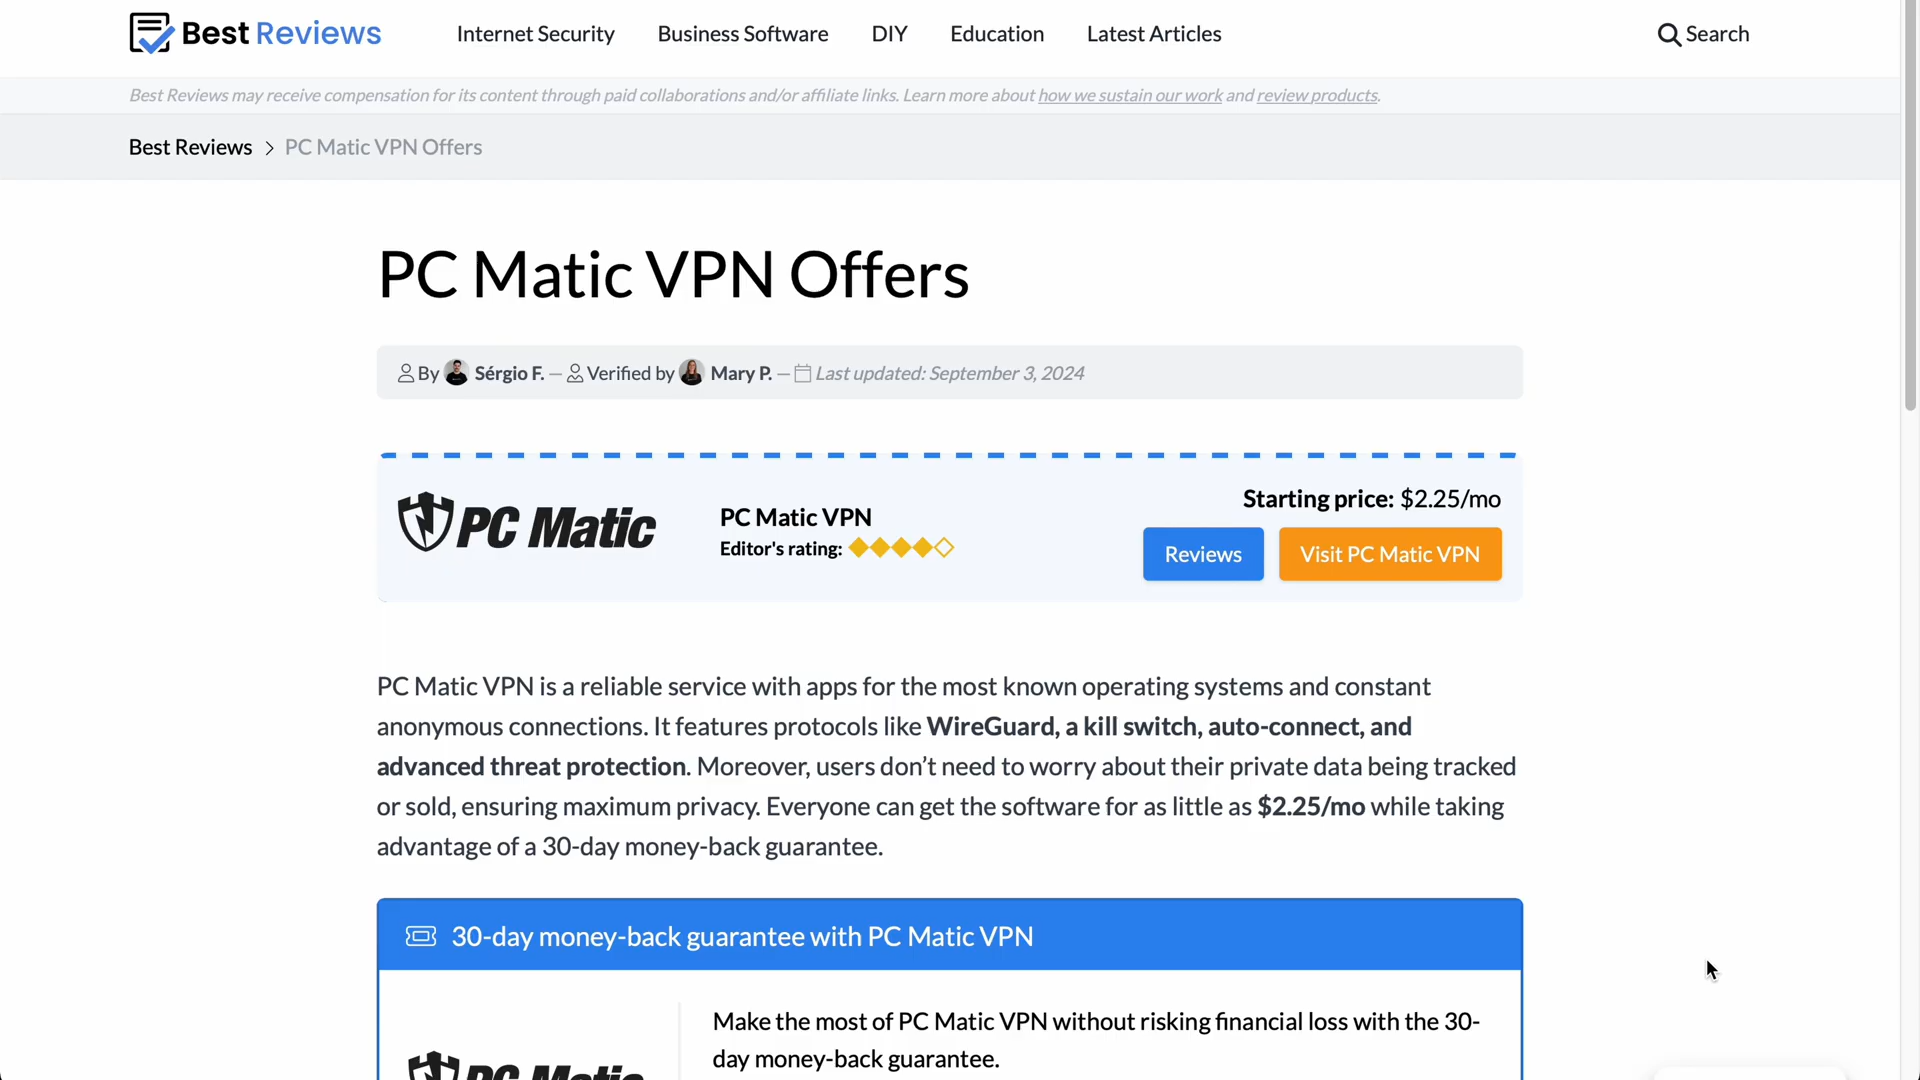 Best Reviews
Internet Security
Business Software
DIY
Education
Latest Articles
Search
Best Reviews may receive compensation for its content through paid collaborations and/or affiliate links. Learn more about how we sustain our work and review products.
Best Reviews > PC Matic VPN Offers
PC Matic VPN Offers
By Sérgio F. — Verified by Mary P. — Last updated: September 3, 2024
PC Matic
PC Matic VPN
Editor's rating:
Starting price: $2.25/mo
Reviews
Visit PC Matic VPN
PC Matic VPN is a reliable service with apps for the most known operating systems and constant
anonymous connections. It features protocols like WireGuard, a kill switch, auto-connect, and
advanced threat protection. Moreover, users don’t need to worry about their private data being tracked
or sold, ensuring maximum privacy. Everyone can get the software for as little as $2.25/mo while taking
advantage of a 30-day money-back guarantee.
30-day money-back guarantee with PC Matic VPN
Make the most of PC Matic VPN without risking financial loss with the 30-
day money-back guarantee.
PC Matic